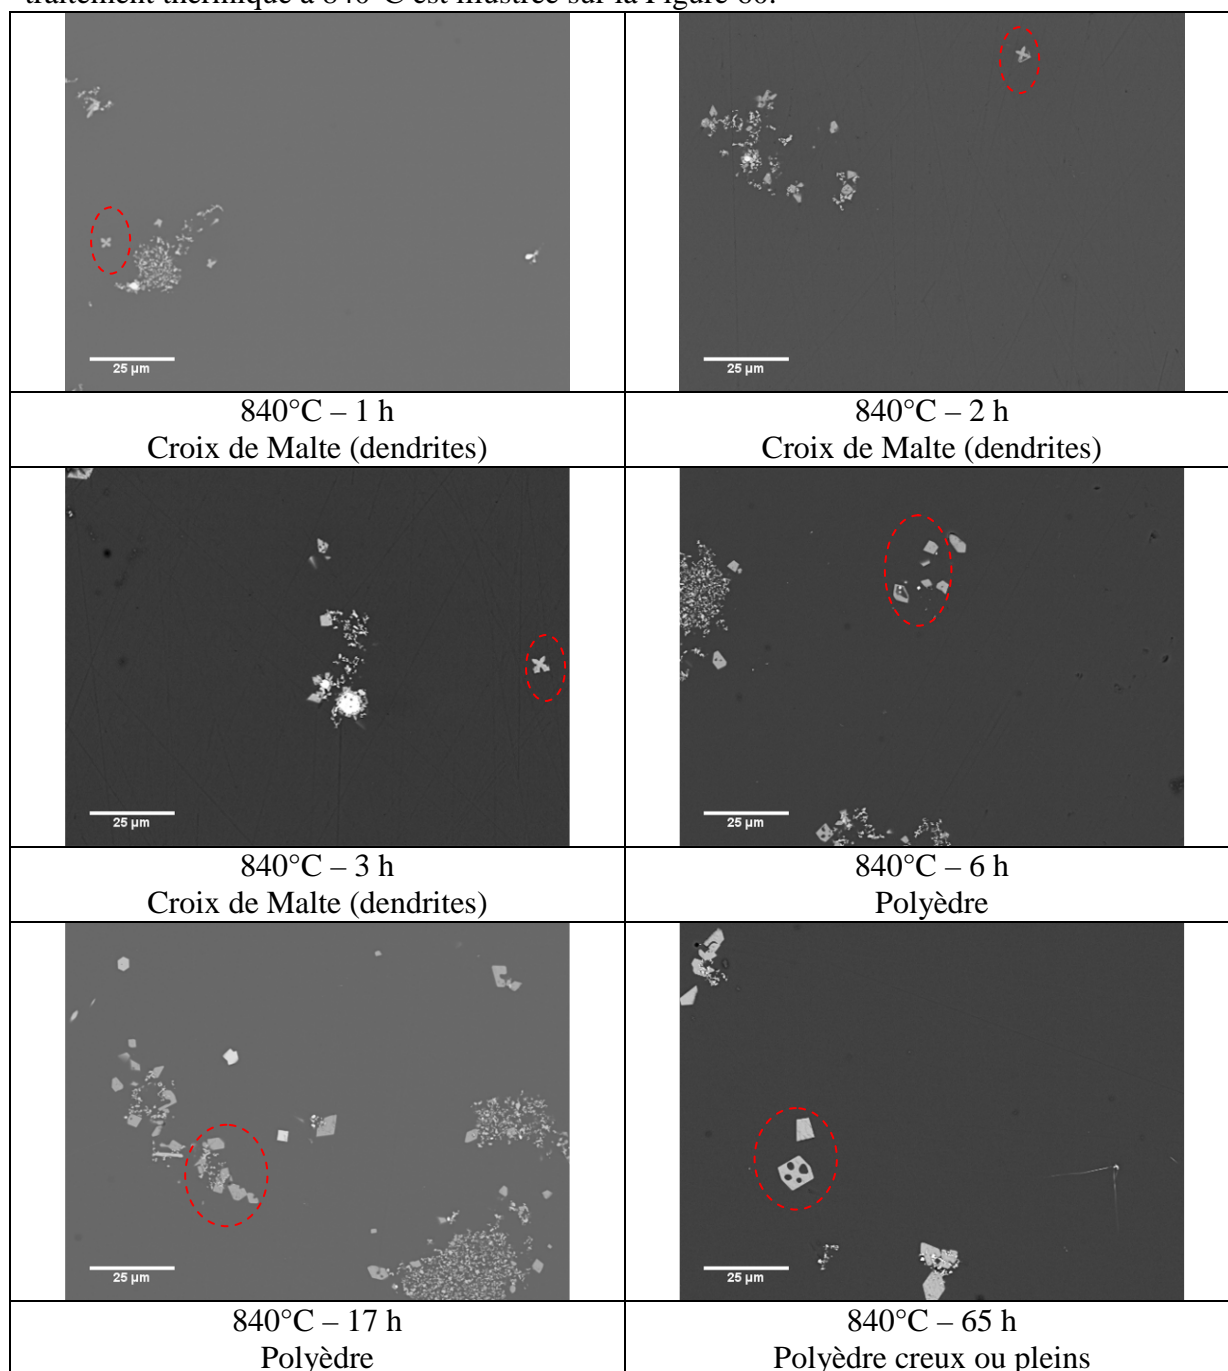 traitement thermique à 840°C est illustrée sur la Figure 60.
25 µm
25 µm
840°C – 1 h
Croix de Malte (dendrites)
840°C – 2 h
Croix de Malte (dendrites)
25 µm
25 µm
840°C – 3 h
Croix de Malte (dendrites)
840°C – 6 h
Polyèdre
25 µm
25 µm
840°C – 17 h
Polyèdre
840°C – 65 h
Polyèdre creux ou pleins